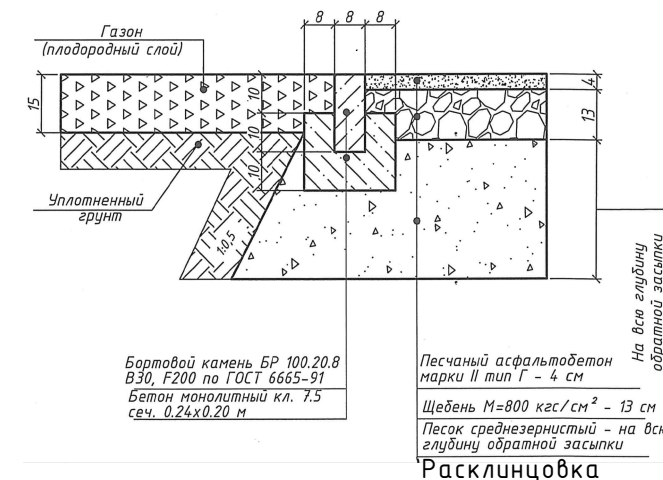 8 8 8
Газон
(плодородный слой)
15
10
10
10
4
13
Уплотненный
грунт
1:0,5
На всю глубину
обратной засыпки
Бортовой камень БР 100.20.8
В30, F200 по ГОСТ 6665-91
Бетон монолитный кл. 7.5
сеч. 0.24х0.20 м
Песчаный асфальтобетон
марки II тип Г - 4 см
Щебень М=800 кгс/см² - 13 см
Песок среднезернистый - на всю
глубину обратной засыпки
Расклинцовка